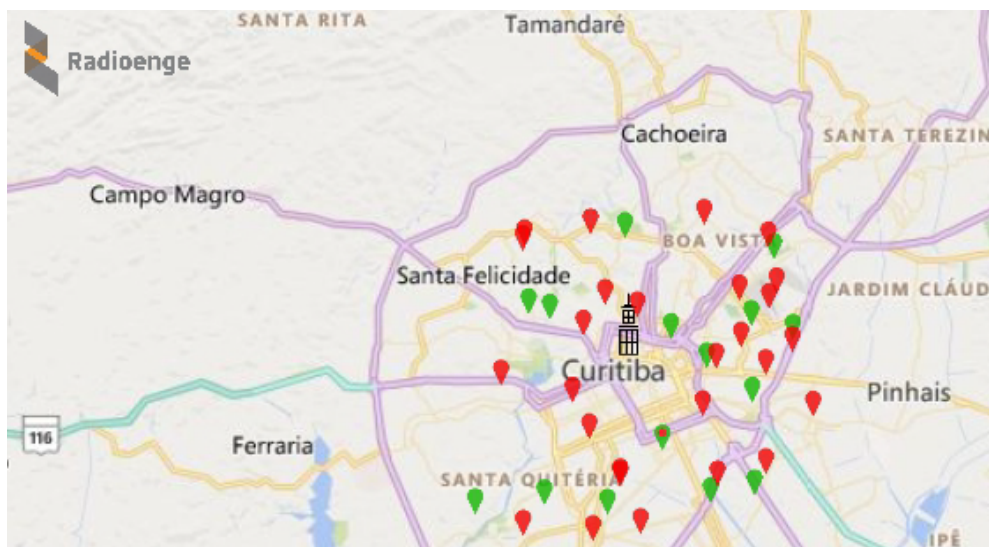 SANTA RITA
Tamandaré
Radioenge
Cachoeira
SANTA TEREZIN
Campo Magro
BOA VIST
Santa Felicidade
JARDIM CLÁUD
Curitiba
Pinhais
116
Ferraria
SANTA QUITÉRIA
IPÊ